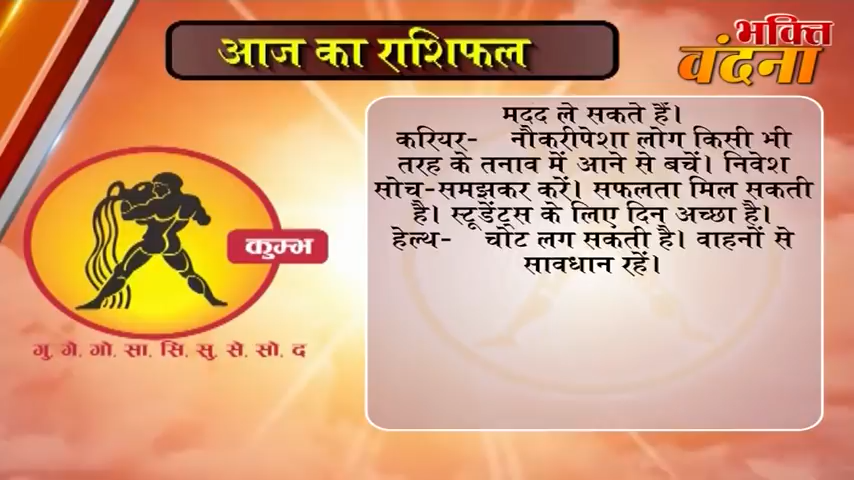 आज का राशिफल
भक्ति
वंदना
मदद ले सकते हैं।
करियर- नौकरीपेशा लोग किसी भी
तरह के तनाव में आने से बचें। निवेश
सोच-समझकर करें। सफलता मिल सकती
है। स्टूडेंट्स के लिए दिन अच्छा है।
हेल्थ- चोट लग सकती है। वाहनों से
सावधान रहें।
कुम्भ
गु, गे, गो, सा, सि, सु, से, सो, द